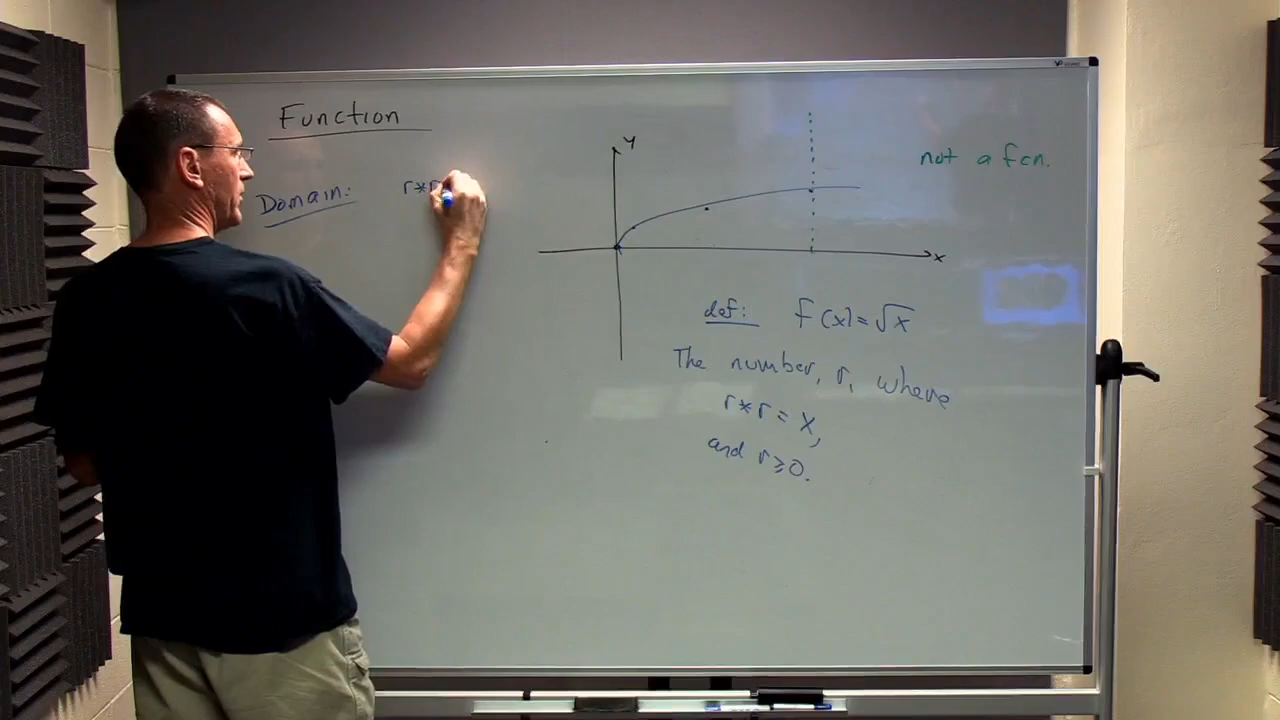 Function
Domain: r*r
y
x
not a fcn.
def: f(x)=√x
The number, r, where
r*r = x,
and r≥0.